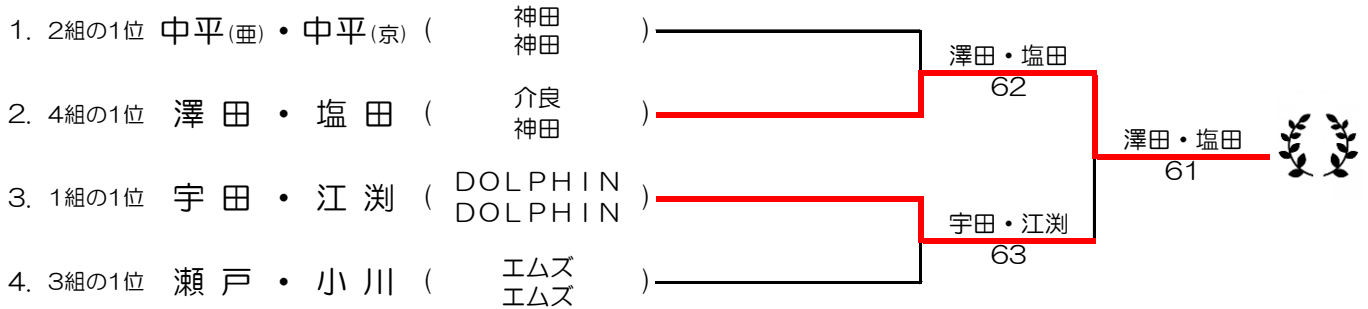 1. 2組の1位 中平(亜)・中平(京) ( 神田 神田 )
澤田・塩田
62
2. 4組の1位 澤田・塩田 ( 介良 神田 )
澤田・塩田
61
3. 1組の1位 宇田・江渕 ( DOLPHIN DOLPHIN )
宇田・江渕
63
4. 3組の1位 瀬戸・小川 ( エムズ エムズ )